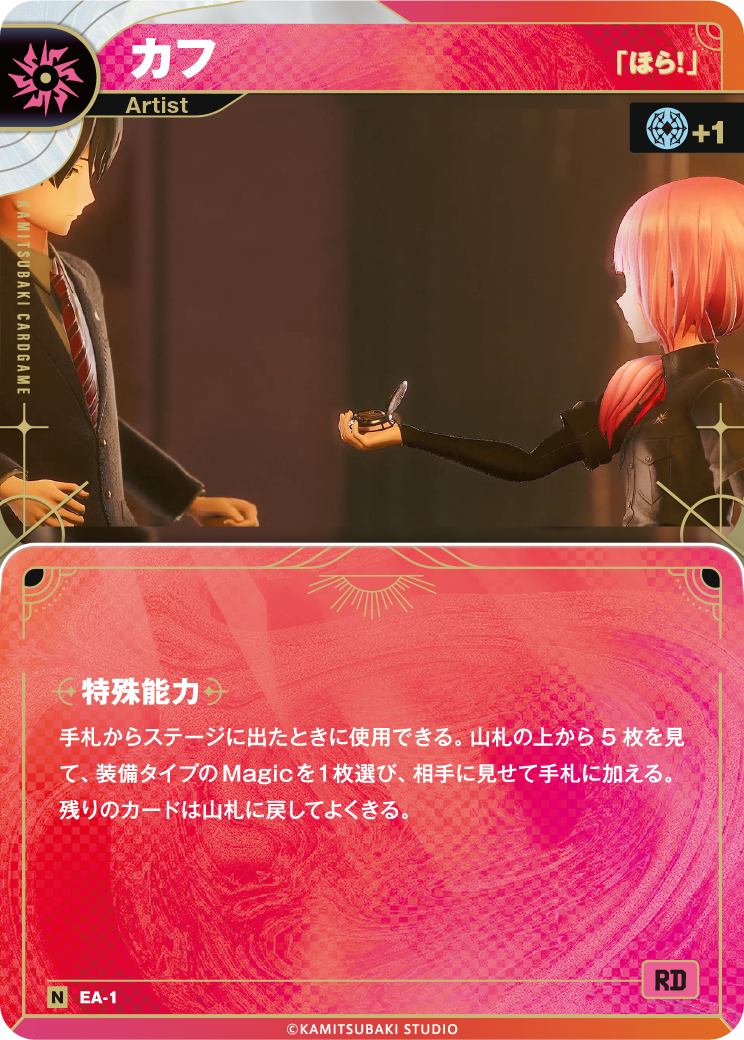 カフ
「ほら!」
Artist
+1
KAMITSUBAKI CARDGAME
特殊能力
手札からステージに出たときに使用できる。山札の上から5枚を見
て、装備タイプのMagicを1枚選び、相手に見せて手札に加える。
残りのカードは山札に戻してよくきる。
RD
N EA-1
©KAMITSUBAKI STUDIO